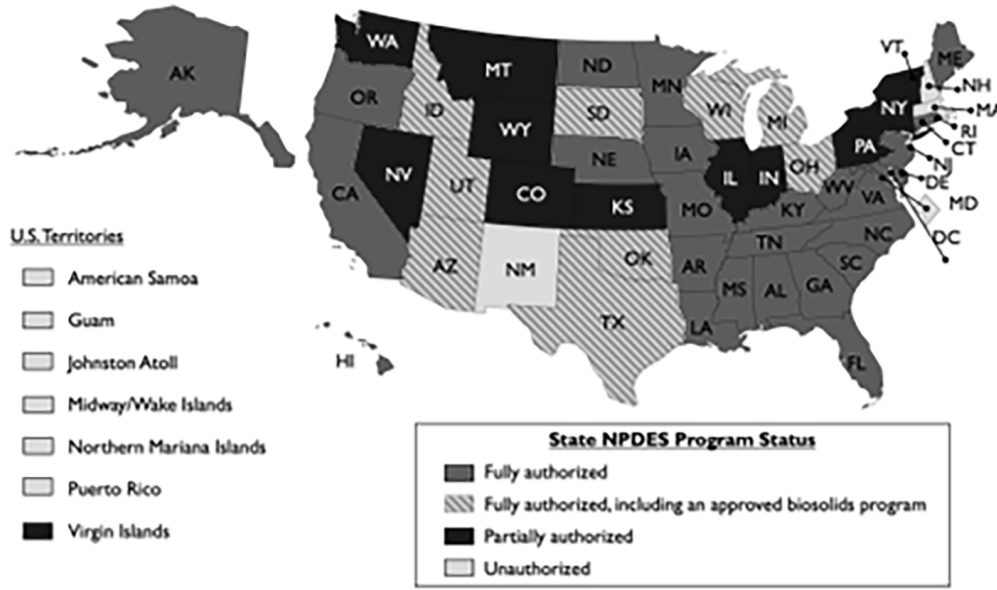 AK
WA
MT
ND
MN
VT
ME
NH
MA
RI
CT
NJ
DE
MD
DC
OR
ID
WY
SD
WI
MI
NY
PA
NV
UT
CO
NE
IA
IL
IN
OH
WV
VA
CA
KS
MO
KY
NC
TN
SC
AZ
NM
OK
AR
MS
AL
GA
TX
LA
FL
HI
U.S. Territories
American Samoa
Guam
Johnston Atoll
Midway/Wake Islands
Northern Mariana Islands
Puerto Rico
Virgin Islands
State NPDES Program Status
Fully authorized
Fully authorized, including an approved biosolids program
Partially authorized
Unauthorized